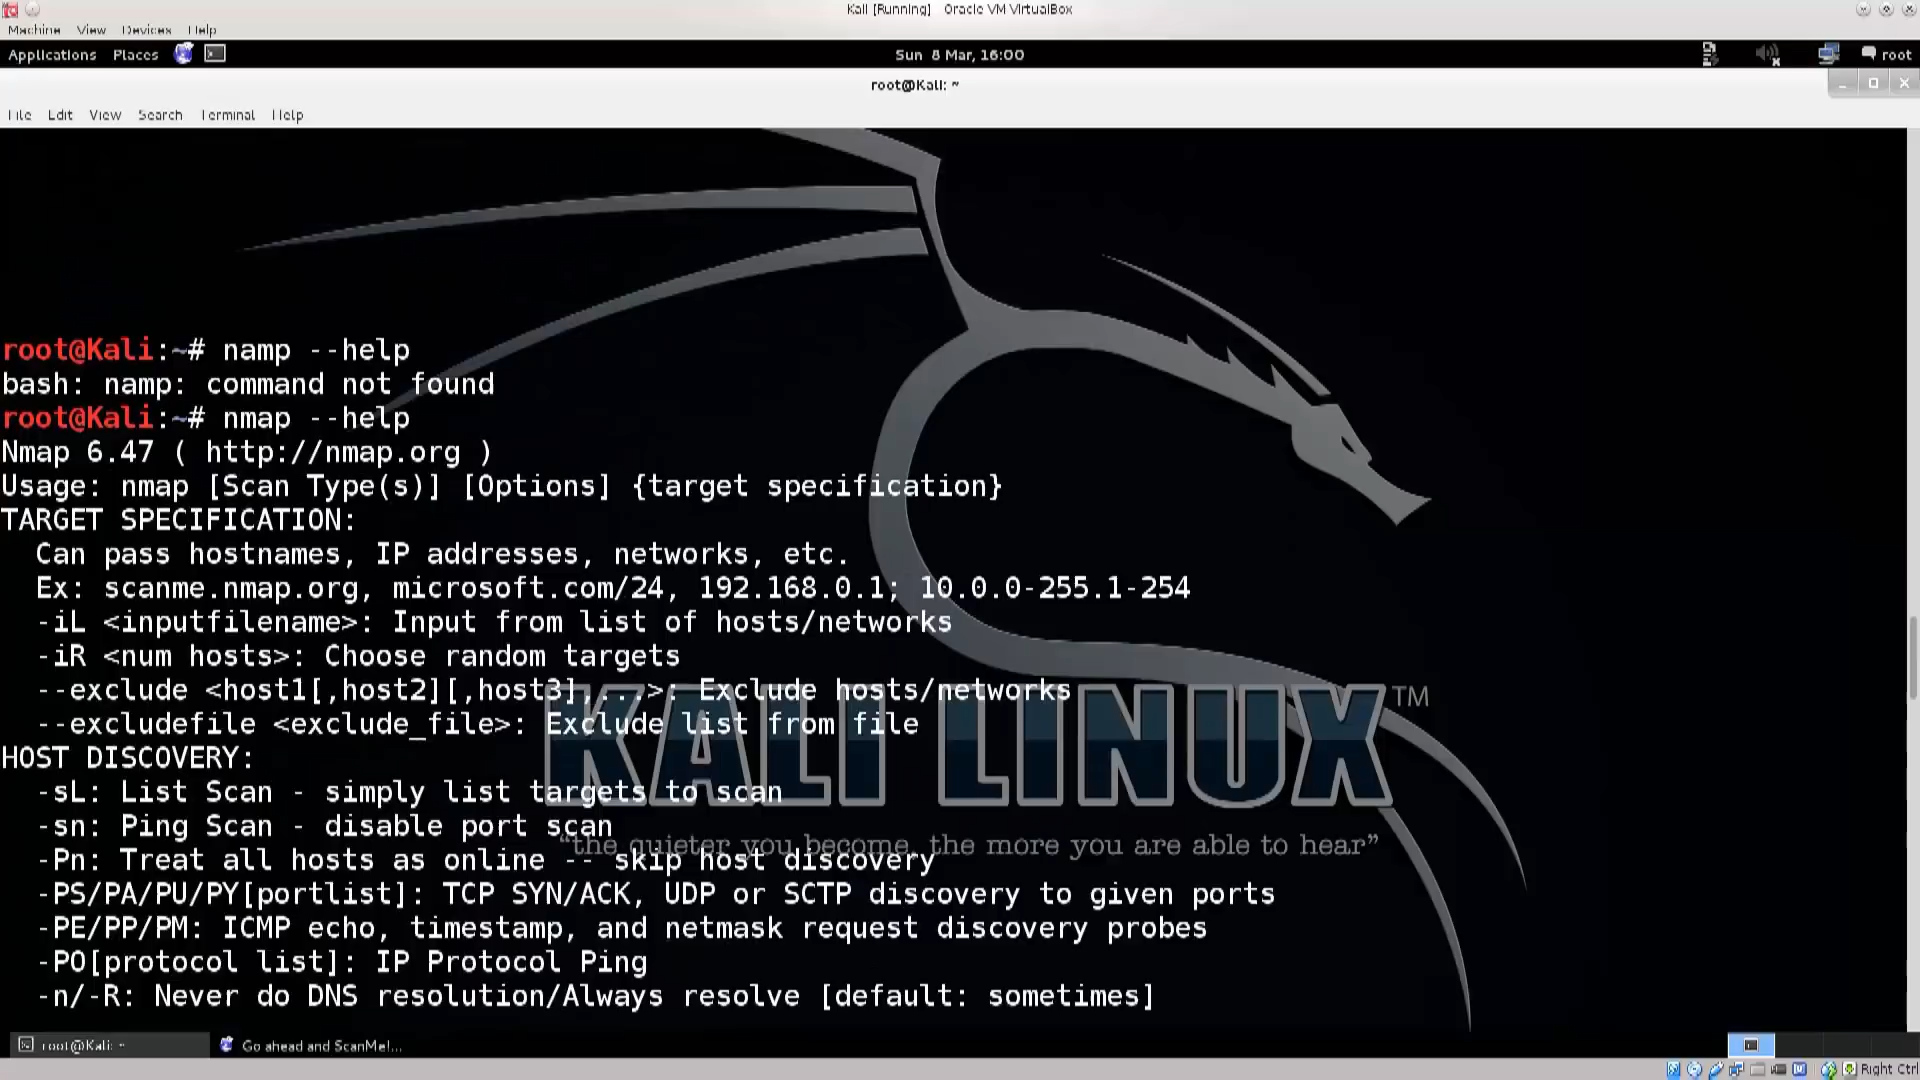 Kali [Running] - Oracle VM VirtualBox
Machine View Devices Help
Applications Places Sun 8 Mar, 16:00 root
root@Kali: ~
File Edit View Search Terminal Help
root@Kali:~# namp --help
bash: namp: command not found
root@Kali:~# nmap --help
Nmap 6.47 ( http://nmap.org )
Usage: nmap [Scan Type(s)] [Options] {target specification}
TARGET SPECIFICATION:
Can pass hostnames, IP addresses, networks, etc.
Ex: scanme.nmap.org, microsoft.com/24, 192.168.0.1; 10.0.0-255.1-254
-iL <inputfilename>: Input from list of hosts/networks
-iR <num hosts>: Choose random targets
--exclude <host1[,host2][,host3],...>: Exclude hosts/networks
--excludefile <exclude_file>: Exclude list from file
KALI LINUX™
HOST DISCOVERY:
-sL: List Scan - simply list targets to scan
-sn: Ping Scan - disable port scan
“the quieter you become, the more you are able to hear”
-Pn: Treat all hosts as online -- skip host discovery
-PS/PA/PU/PY[portlist]: TCP SYN/ACK, UDP or SCTP discovery to given ports
-PE/PP/PM: ICMP echo, timestamp, and netmask request discovery probes
-PO[protocol list]: IP Protocol Ping
-n/-R: Never do DNS resolution/Always resolve [default: sometimes]
root@Kali: ~ Go ahead and ScanMe!...
Right Ctrl